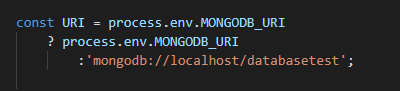 const URI = process.env.MONGODB_URI
? process.env.MONGODB_URI
:'mongodb://localhost/databasetest';